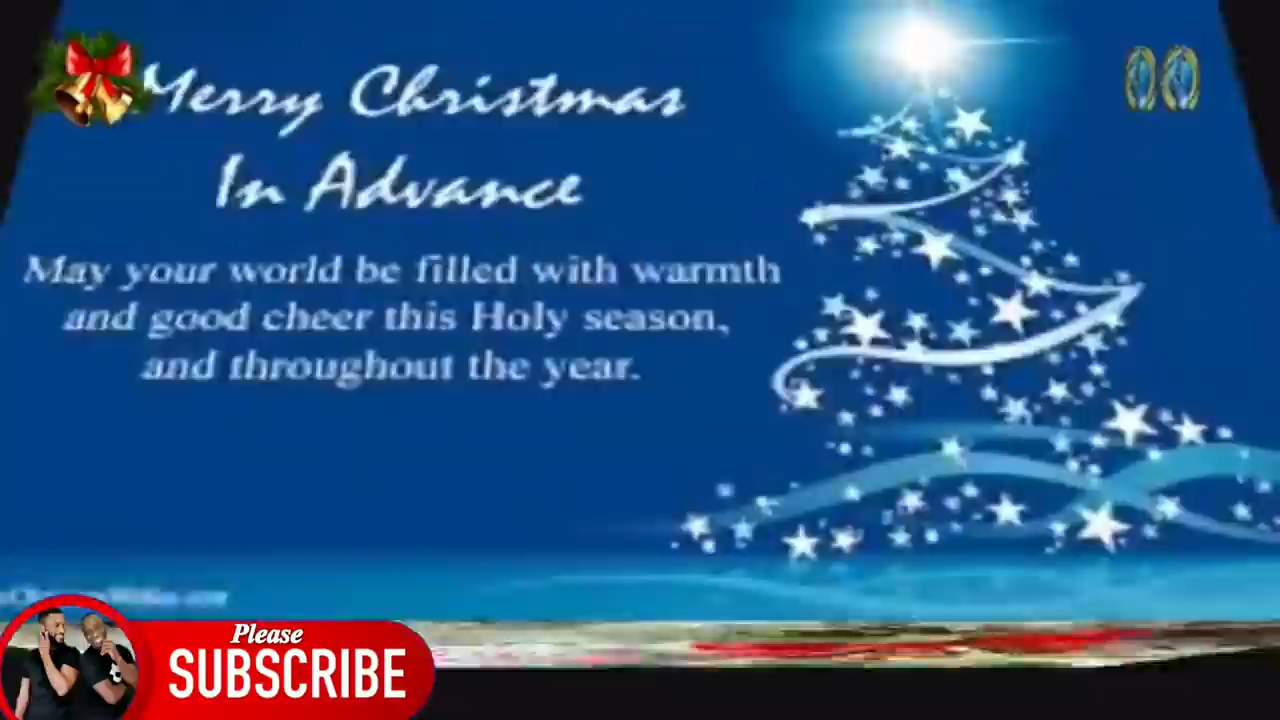 Merry Christmas
In Advance
May your world be filled with warmth
and good cheer this Holy season,
and throughout the year.
Please
SUBSCRIBE